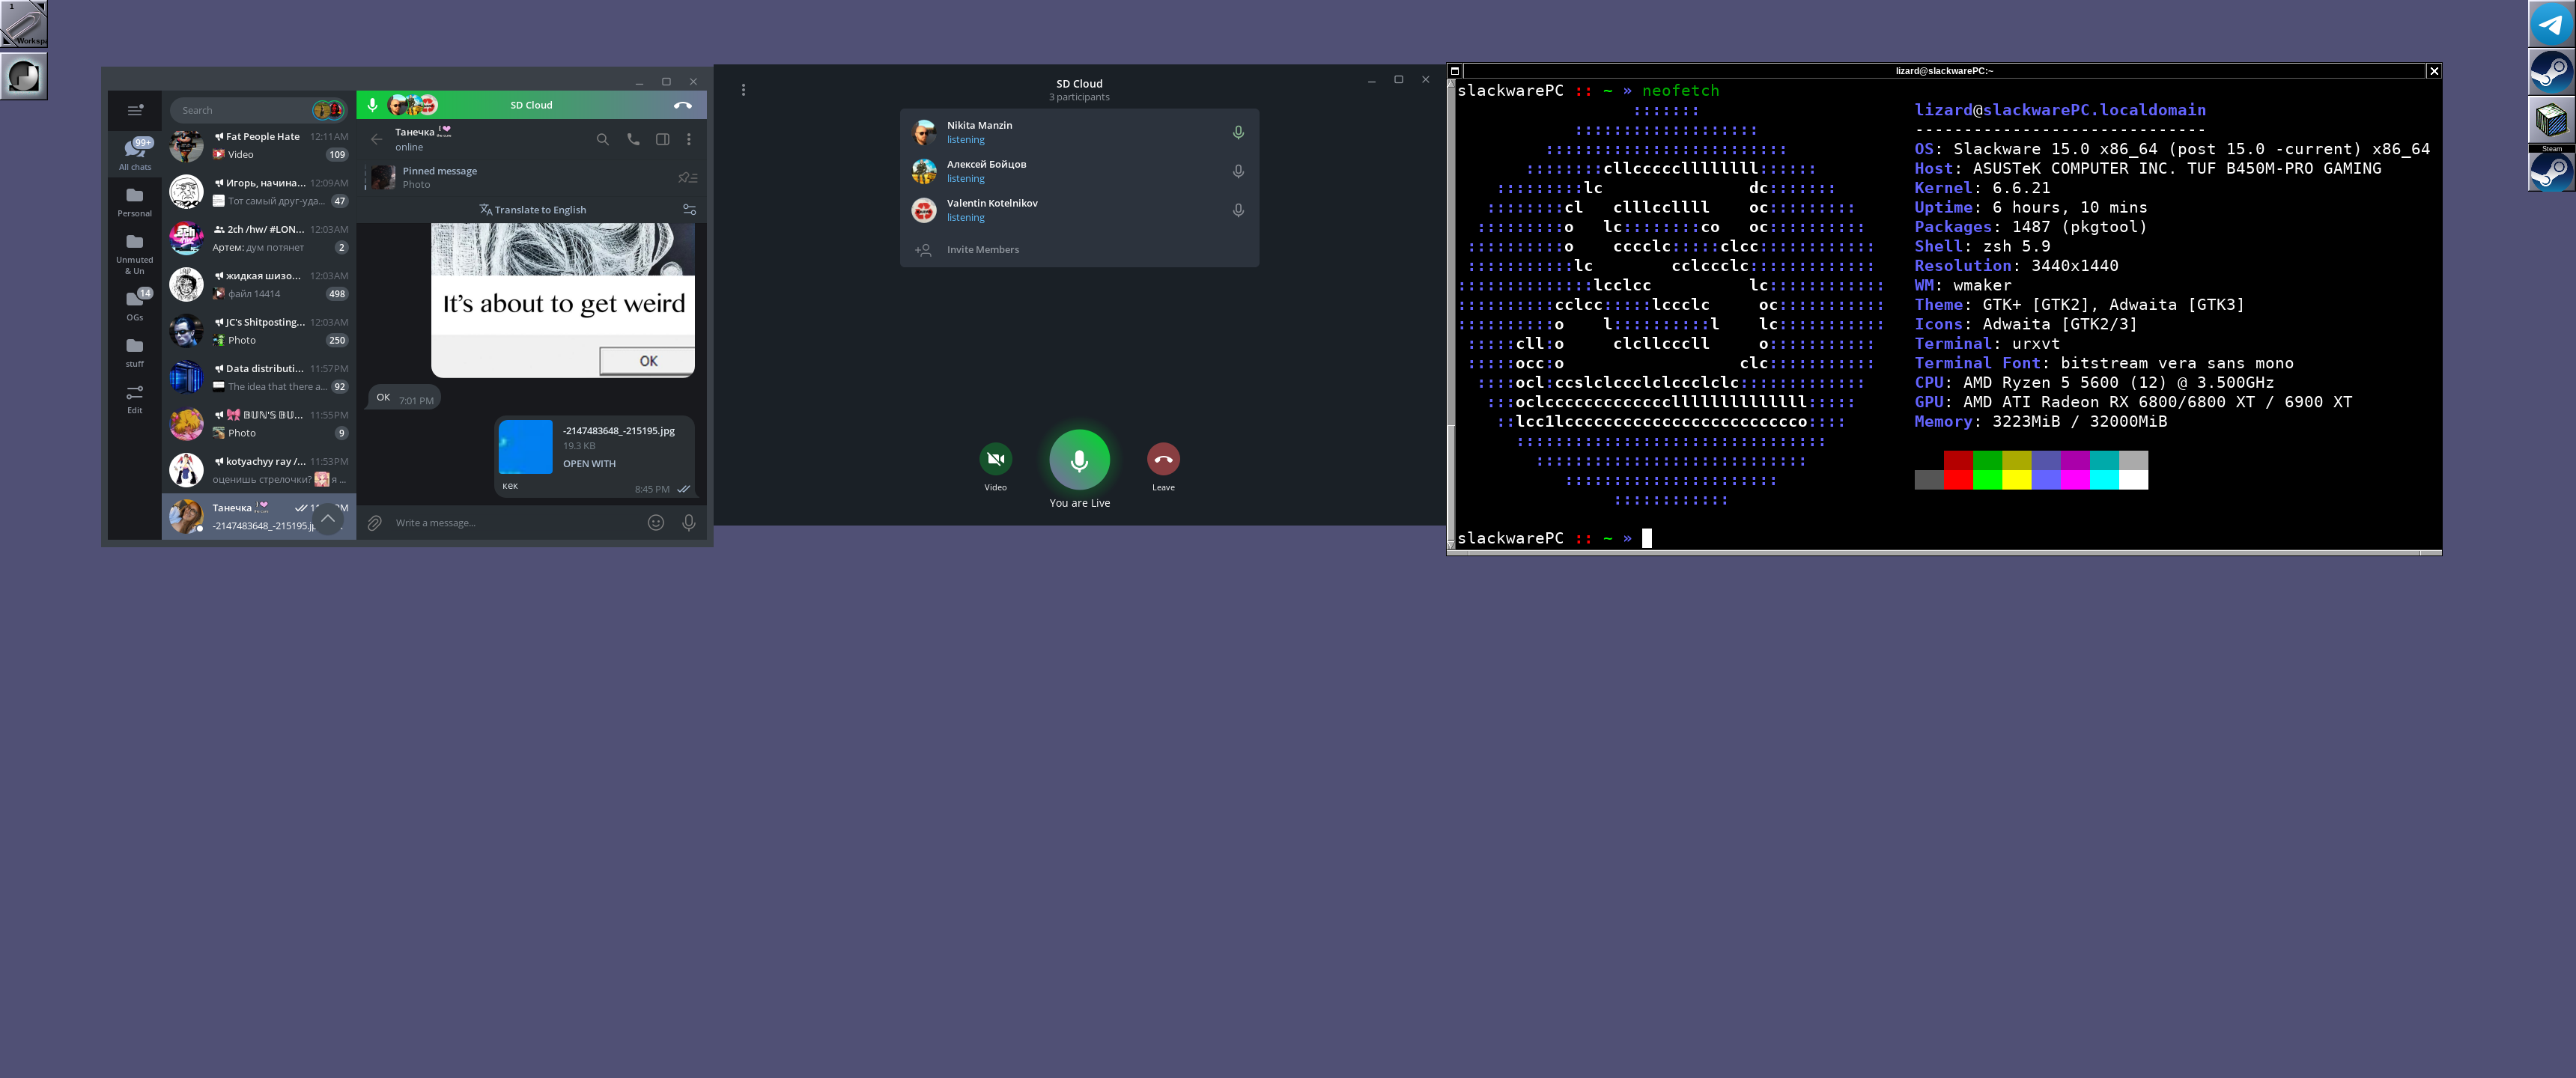 1
Workspa
Search
99+
All chats
Personal
Unmuted
& Un
14
OGs
stuff
Edit
Fat People Hate 12:11AM
Video 109
Игорь, начина... 12:09AM
Тот самый друг-уда... 47
2ch /hw/ #LON... 12:03AM
Артем: дум потянет 2
жидкая шизо... 12:03AM
файл 14414 498
JC's Shitposting... 12:03AM
Photo 250
Data distributi... 11:57PM
The idea that there a... 92
𝔹𝕌ℕ'𝕊 𝔹𝕌... 11:55PM
Photo 9
kotyachyy ray /... 11:53PM
оценишь стрелочки? я ...
Танечка
-2147483648_-215195.j
SD Cloud
Танечка
online
Pinned message
Photo
Translate to English
It's about to get weird
OK
ОК 7:01 PM
-2147483648_-215195.jpg
19.3 KB
OPEN WITH
кек
8:45 PM
Write a message...
SD Cloud
3 participants
Nikita Manzin
listening
Алексей Бойцов
listening
Valentin Kotelnikov
listening
Invite Members
Video
You are Live
Leave
lizard@slackwarePC:~
slackwarePC :: ~ » neofetch
lizard@slackwarePC.localdomain
------------------------------
OS: Slackware 15.0 x86_64 (post 15.0 -current) x86_64
Host: ASUSTeK COMPUTER INC. TUF B450M-PRO GAMING
Kernel: 6.6.21
Uptime: 6 hours, 10 mins
Packages: 1487 (pkgtool)
Shell: zsh 5.9
Resolution: 3440x1440
WM: wmaker
Theme: GTK+ [GTK2], Adwaita [GTK3]
Icons: Adwaita [GTK2/3]
Terminal: urxvt
Terminal Font: bitstream vera sans mono
CPU: AMD Ryzen 5 5600 (12) @ 3.500GHz
GPU: AMD ATI Radeon RX 6800/6800 XT / 6900 XT
Memory: 3223MiB / 32000MiB
slackwarePC :: ~ »
Steam